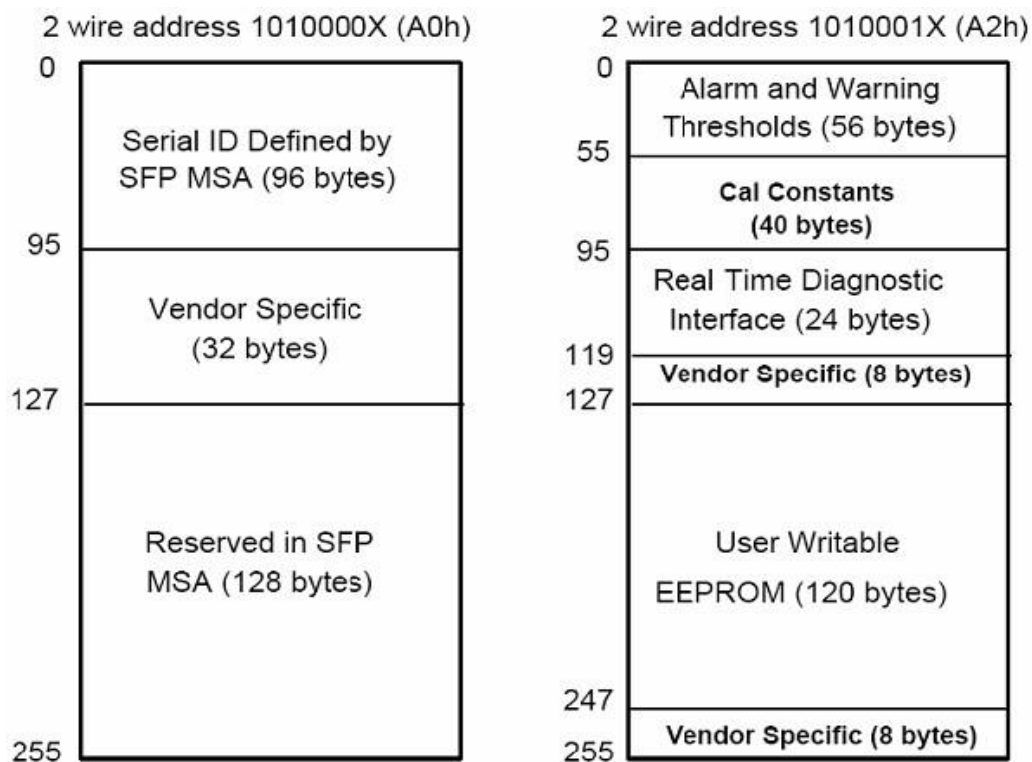 2 wire address 1010000X (A0h)
0
Serial ID Defined by
SFP MSA (96 bytes)
95
Vendor Specific
(32 bytes)
127
Reserved in SFP
MSA (128 bytes)
255
2 wire address 1010001X (A2h)
0
Alarm and Warning
Thresholds (56 bytes)
55
Cal Constants
(40 bytes)
95
Real Time Diagnostic
Interface (24 bytes)
119
Vendor Specific (8 bytes)
127
User Writable
EEPROM (120 bytes)
247
Vendor Specific (8 bytes)
255